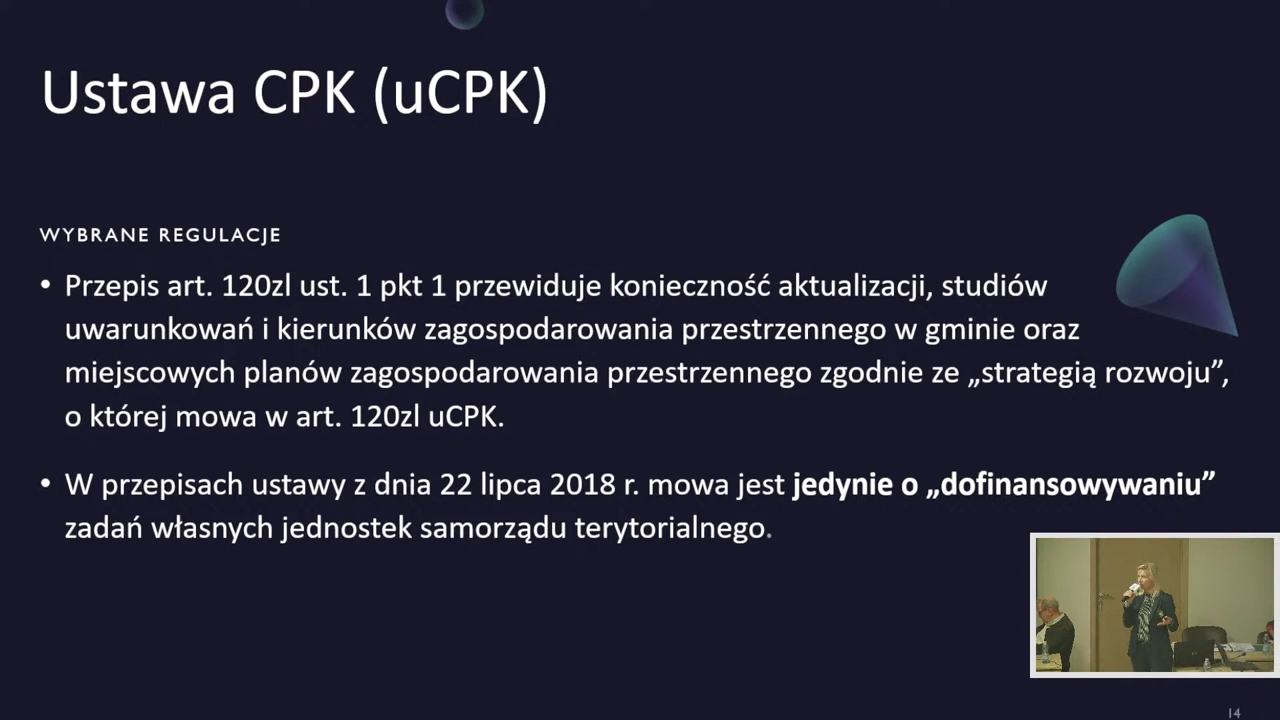 Ustawa CPK (uCPK)
WYBRANE REGULACJE
• Przepis art. 120zl ust. 1 pkt 1 przewiduje konieczność aktualizacji, studiów
uwarunkowań i kierunków zagospodarowania przestrzennego w gminie oraz
miejscowych planów zagospodarowania przestrzennego zgodnie ze „strategią rozwoju”,
o której mowa w art. 120zl uCPK.
• W przepisach ustawy z dnia 22 lipca 2018 r. mowa jest jedynie o „dofinansowywaniu”
zadań własnych jednostek samorządu terytorialnego.
14